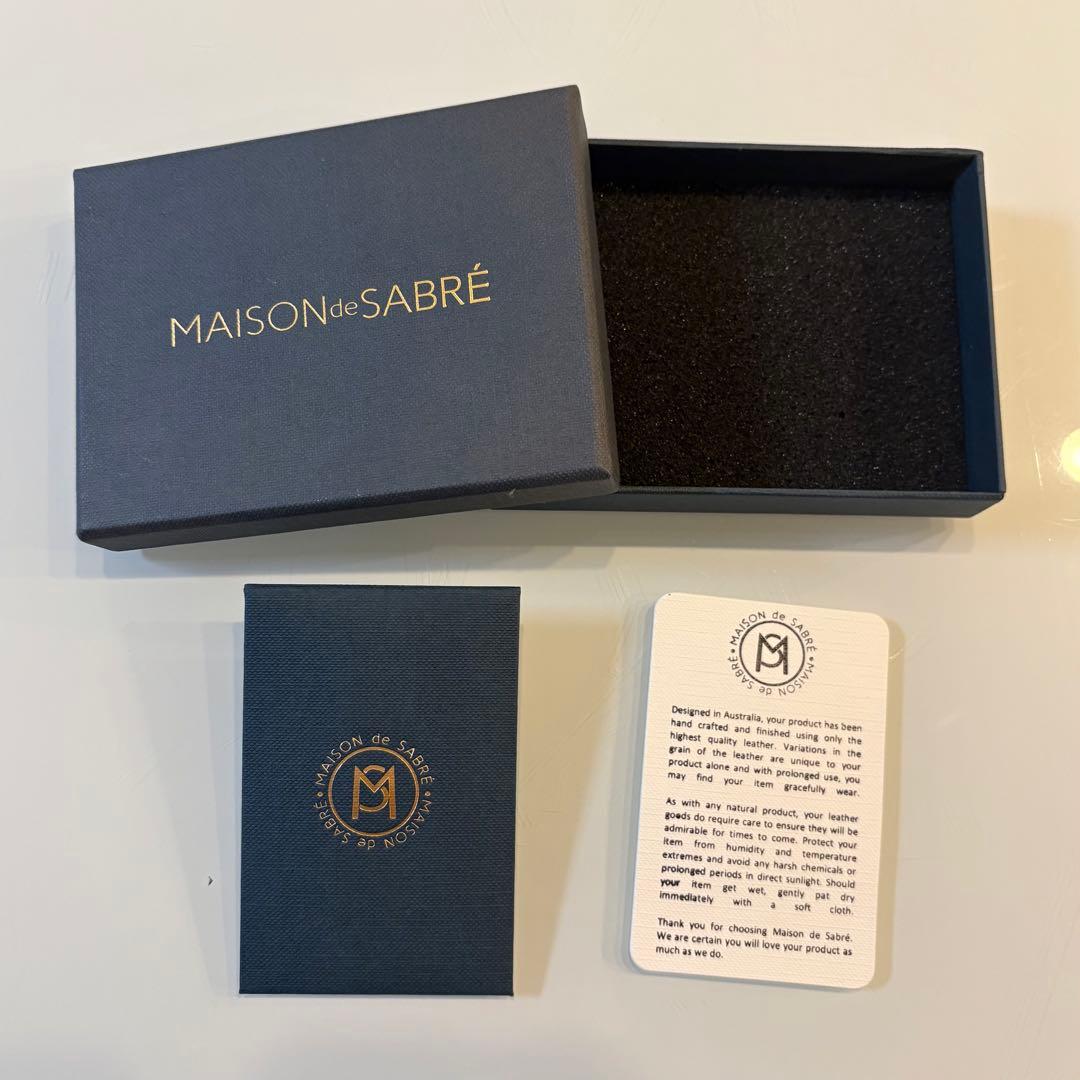 MAISONdeSABRÉ
MAISON de SABRÉ • MAISON de SABRÉ •
MAISON de SABRÉ • MAISON de SABRÉ •
Designed in Australia, your product has been
hand crafted and finished using only the
highest quality leather. Variations in the
grain of the leather are unique to your
product alone and with prolonged use, you
may find your item gracefully wear.
As with any natural product, your leather
goods do require care to ensure they will be
admirable for times to come. Protect your
item from humidity and temperature
extremes and avoid any harsh chemicals or
prolonged periods in direct sunlight. Should
your item get wet, gently pat dry
immediately with a soft cloth.
Thank you for choosing Maison de Sabré.
We are certain you will love your product as
much as we do.